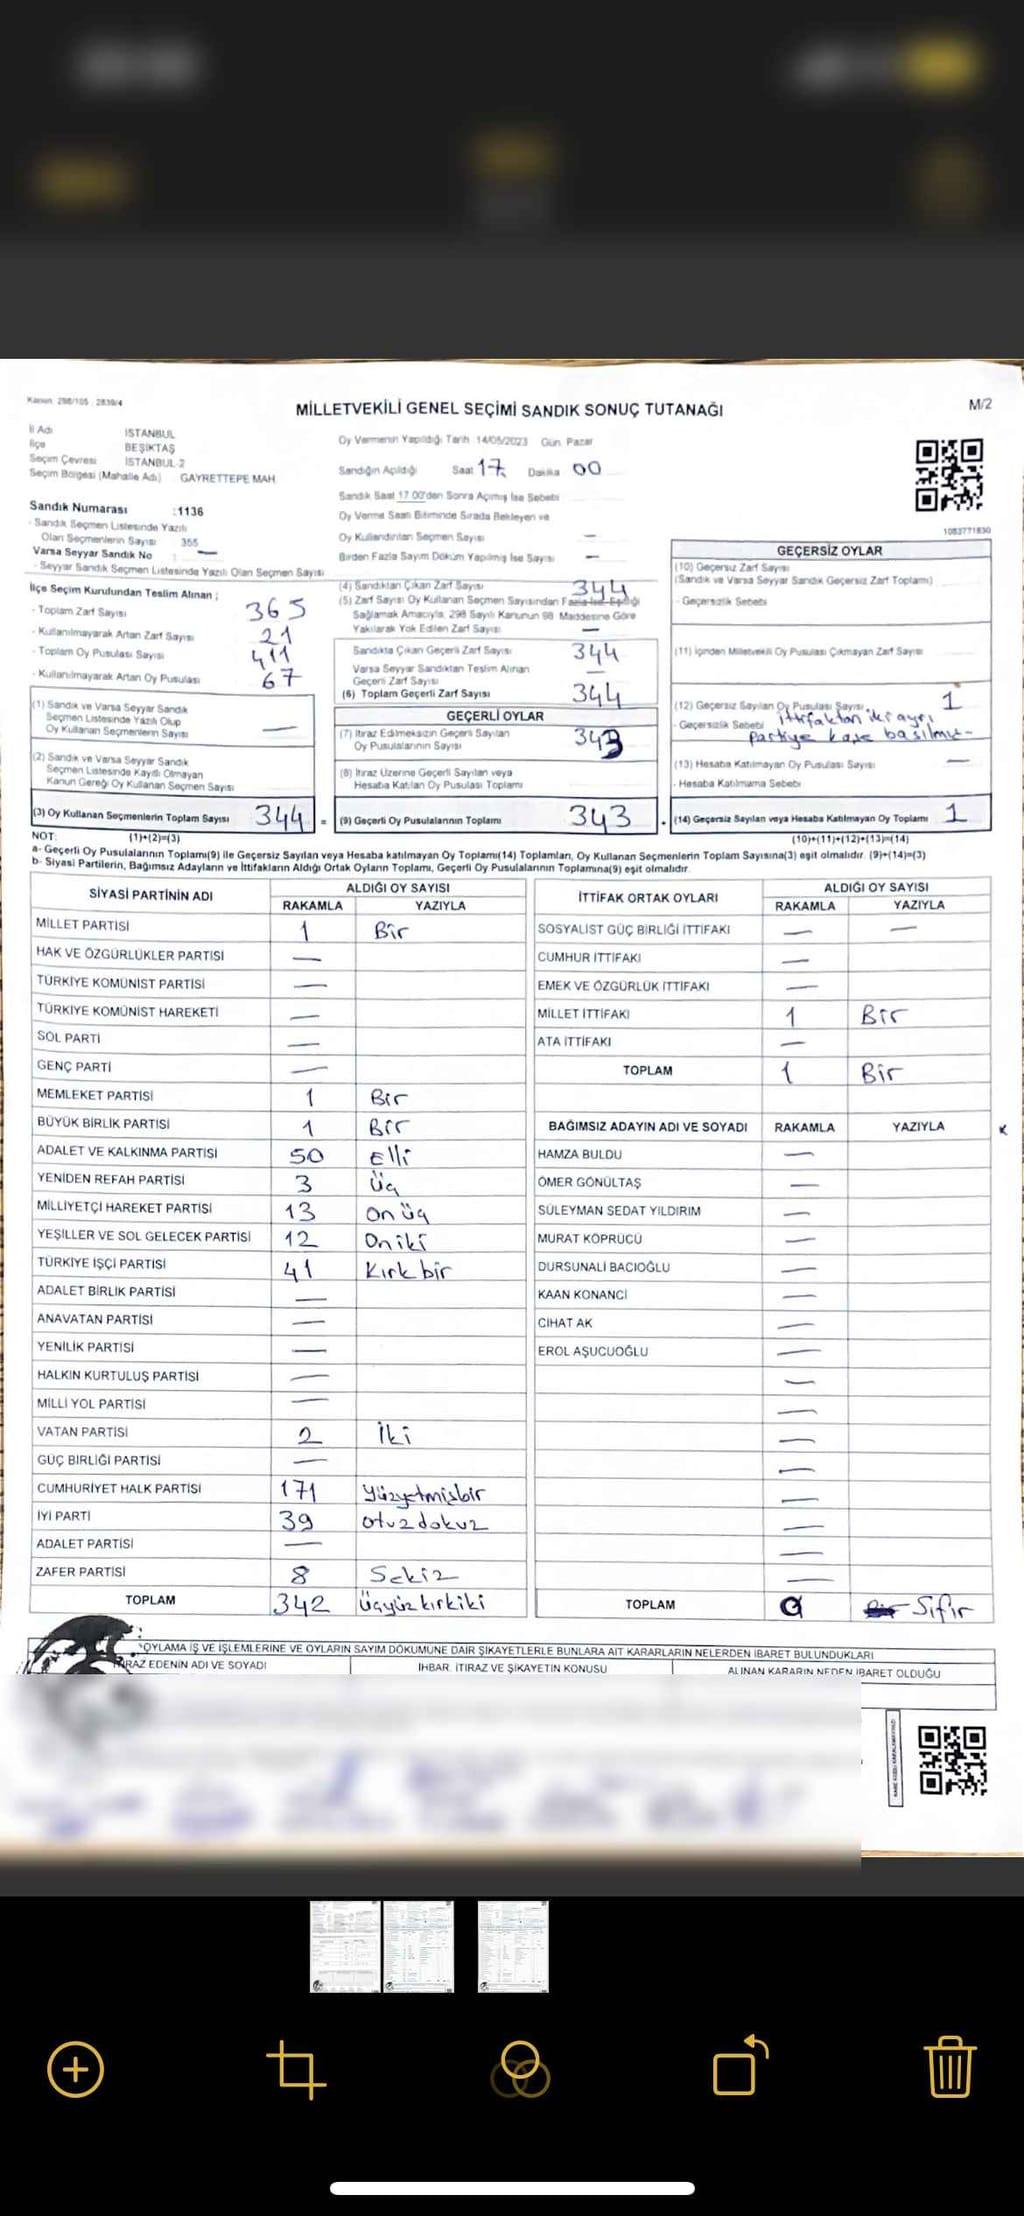 Kanun: 298/105 , 2839/4
MİLLETVEKİLİ GENEL SEÇİMİ SANDIK SONUÇ TUTANAĞI
M/2
İl Adı İSTANBUL
İlçe BEŞİKTAŞ
Seçim Çevresi İSTANBUL-2
Seçim Bölgesi (Mahalle Adı) GAYRETTEPE MAH.
Oy Vermenin Yapıldığı Tarih 14/05/2023 Gün Pazar
Sandığın Açıldığı Saat 17 Dakika 00
Sandık Saat 17.00'den Sonra Açılmış İse Sebebi
Oy Verme Saati Bitiminde Sırada Bekleyen ve
Oy Kullandırılan Seçmen Sayısı —
Birden Fazla Sayım Döküm Yapılmış İse Sayısı —
1083771830
Sandık Numarası :1136
- Sandık Seçmen Listesinde Yazılı
Olan Seçmenlerin Sayısı 355
Varsa Seyyar Sandık No : —
- Seyyar Sandık Seçmen Listesinde Yazılı Olan Seçmen Sayısı
İlçe Seçim Kurulundan Teslim Alınan ;
- Toplam Zarf Sayısı 365
- Kullanılmayarak Artan Zarf Sayısı 21
- Toplam Oy Pusulası Sayısı 411
- Kullanılmayarak Artan Oy Pusulası 67
(1) Sandık ve Varsa Seyyar Sandık
Seçmen Listesinde Yazılı Olup
Oy Kullanan Seçmenlerin Sayısı —
(2) Sandık ve Varsa Seyyar Sandık
Seçmen Listesinde Kayıtlı Olmayan
Kanun Gereği Oy Kullanan Seçmen Sayısı
(3) Oy Kullanan Seçmenlerin Toplam Sayısı 344 =
(4) Sandıktan Çıkan Zarf Sayısı 344
(5) Zarf Sayısı Oy Kullanan Seçmen Sayısından Fazla İse, Eşitliği
Sağlamak Amacıyla, 298 Sayılı Kanunun 98. Maddesine Göre
Yakılarak Yok Edilen Zarf Sayısı —
Sandıkta Çıkan Geçerli Zarf Sayısı 344
Varsa Seyyar Sandıktan Teslim Alınan
Geçerli Zarf Sayısı —
(6) Toplam Geçerli Zarf Sayısı 344
GEÇERLİ OYLAR
(7) İtiraz Edilmeksizin Geçerli Sayılan
Oy Pusulalarının Sayısı 343
(8) İtiraz Üzerine Geçerli Sayılan veya
Hesaba Katılan Oy Pusulası Toplamı
(9) Geçerli Oy Pusulalarının Toplamı 343 +
GEÇERSİZ OYLAR
(10) Geçersiz Zarf Sayısı
(Sandık ve Varsa Seyyar Sandık Geçersiz Zarf Toplamı)
- Geçersizlik Sebebi
(11) İçinden Milletvekili Oy Pusulası Çıkmayan Zarf Sayısı
(12) Geçersiz Sayılan Oy Pusulası Sayısı 1
- Geçersizlik Sebebi İttifaktan iki ayrı
partiye kaşe basılmış-
(13) Hesaba Katılmayan Oy Pusulası Sayısı —
- Hesaba Katılmama Sebebi
(14) Geçersiz Sayılan veya Hesaba Katılmayan Oy Toplamı 1
NOT: (1)+(2)=(3) (10)+(11)+(12)+(13)=(14)
a- Geçerli Oy Pusulalarının Toplamı(9) ile Geçersiz Sayılan veya Hesaba katılmayan Oy Toplamı(14) Toplamları, Oy Kullanan Seçmenlerin Toplam Sayısına(3) eşit olmalıdır. (9)+(14)=(3)
b- Siyasi Partilerin, Bağımsız Adayların ve İttifakların Aldığı Ortak Oyların Toplamı, Geçerli Oy Pusulalarının Toplamına(9) eşit olmalıdır.
SİYASİ PARTİNİN ADI ALDIĞI OY SAYISI
RAKAMLA YAZIYLA
MİLLET PARTİSİ 1 Bir
HAK VE ÖZGÜRLÜKLER PARTİSİ —
TÜRKİYE KOMÜNİST PARTİSİ —
TÜRKİYE KOMÜNİST HAREKETİ —
SOL PARTİ —
GENÇ PARTİ —
MEMLEKET PARTİSİ 1 Bir
BÜYÜK BİRLİK PARTİSİ 1 Bir
ADALET VE KALKINMA PARTİSİ 50 Elli
YENİDEN REFAH PARTİSİ 3 Üç
MİLLİYETÇİ HAREKET PARTİSİ 13 On üç
YEŞİLLER VE SOL GELECEK PARTİSİ 12 On iki
TÜRKİYE İŞÇİ PARTİSİ 41 Kırk bir
ADALET BİRLİK PARTİSİ —
ANAVATAN PARTİSİ —
YENİLİK PARTİSİ —
HALKIN KURTULUŞ PARTİSİ —
MİLLİ YOL PARTİSİ —
VATAN PARTİSİ 2 İki
GÜÇ BİRLİĞİ PARTİSİ —
CUMHURİYET HALK PARTİSİ 171 Yüzyetmişbir
İYİ PARTİ 39 otuz dokuz
ADALET PARTİSİ —
ZAFER PARTİSİ 8 Sekiz
TOPLAM 342 Üçyüz kırkiki
İTTİFAK ORTAK OYLARI ALDIĞI OY SAYISI
RAKAMLA YAZIYLA
SOSYALİST GÜÇ BİRLİĞİ İTTİFAKI — —
CUMHUR İTTİFAKI —
EMEK VE ÖZGÜRLÜK İTTİFAKI —
MİLLET İTTİFAKI 1 Bir
ATA İTTİFAKI —
TOPLAM 1 Bir
BAĞIMSIZ ADAYIN ADI VE SOYADI RAKAMLA YAZIYLA
HAMZA BULDU —
ÖMER GÖNÜLTAŞ —
SÜLEYMAN SEDAT YILDIRIM —
MURAT KÖPRÜCÜ —
DURSUNALİ BACIOĞLU —
KAAN KONANCİ —
CİHAT AK —
EROL AŞUCUOĞLU —
TOPLAM 0 Sıfır
OYLAMA İŞ VE İŞLEMLERİNE VE OYLARIN SAYIM DÖKÜMÜNE DAİR ŞİKAYETLERLE BUNLARA AİT KARARLARIN NELERDEN İBARET BULUNDUKLARI
İTİRAZ EDENİN ADI VE SOYADI İHBAR, İTİRAZ VE ŞİKAYETİN KONUSU ALINAN KARARIN NEDEN İBARET OLDUĞU